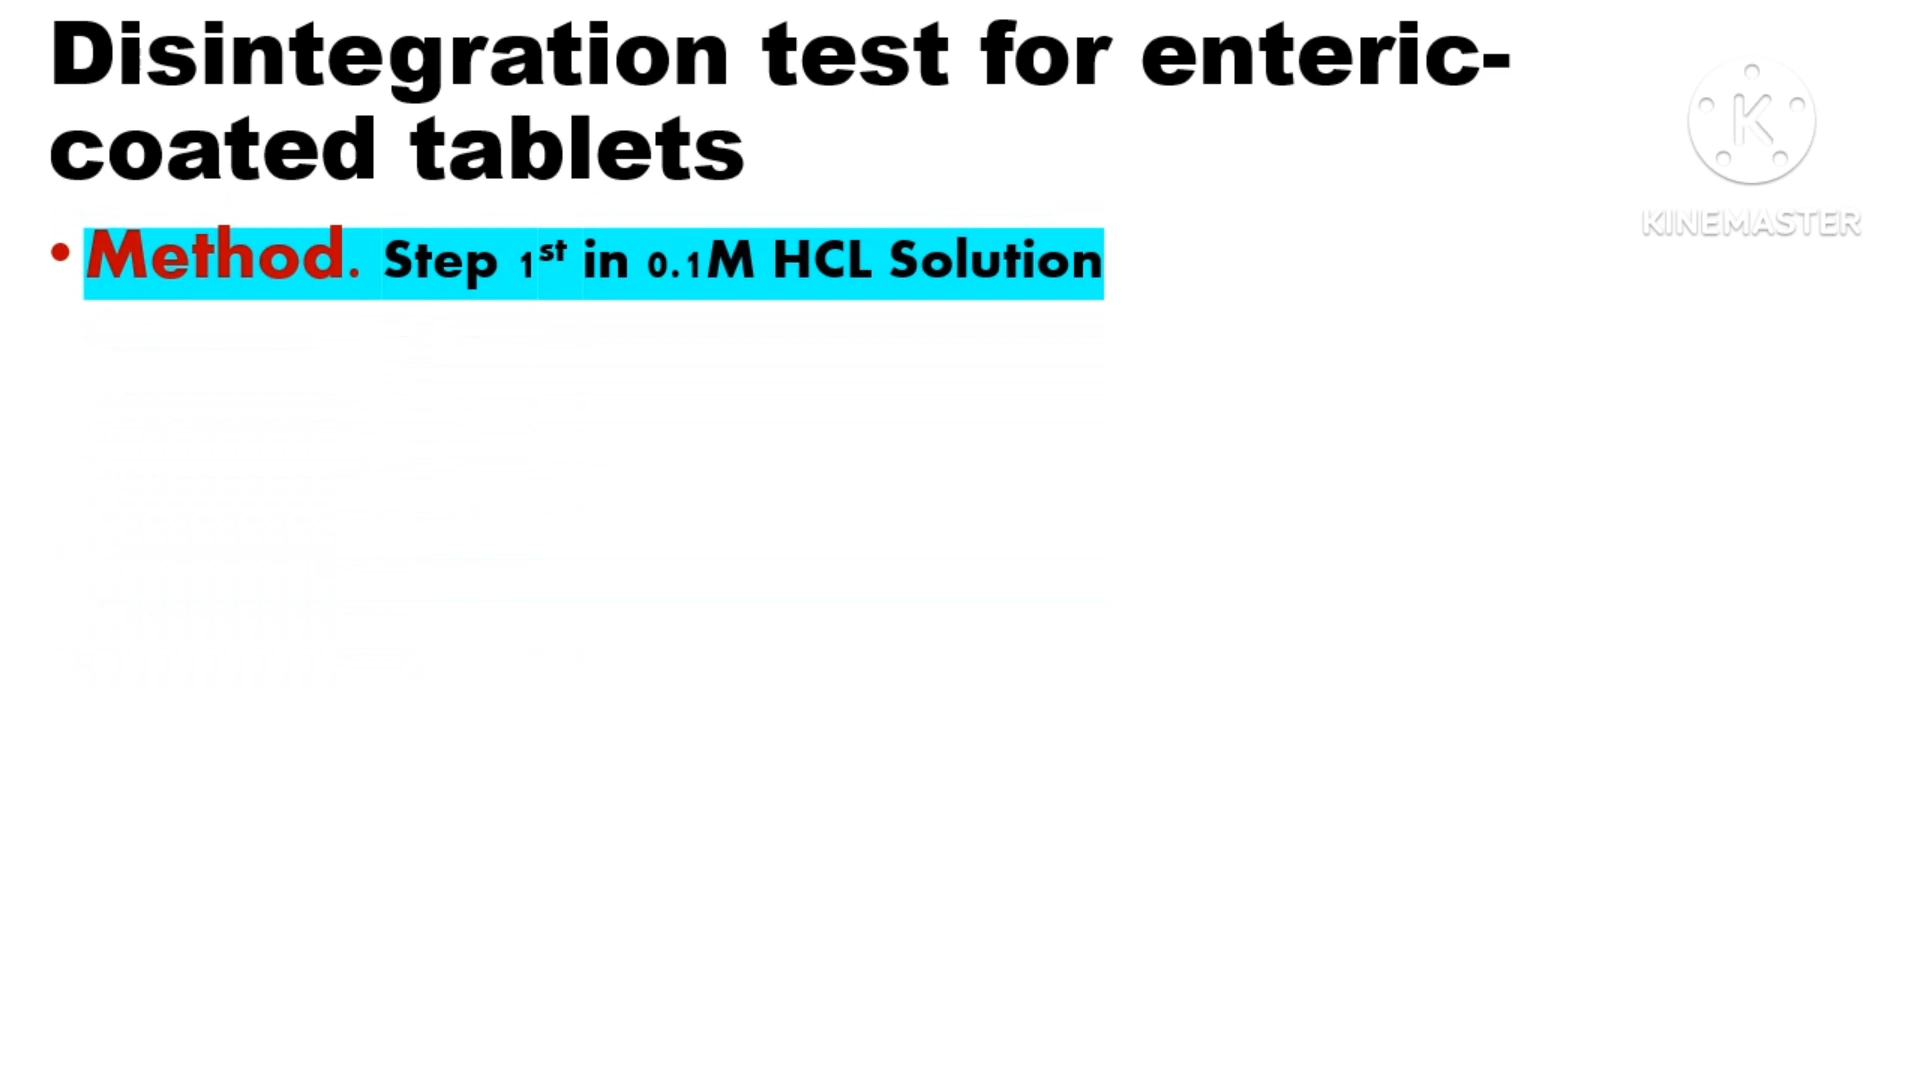 Disintegration test for enteric-
coated tablets
• Method. Step 1st in 0.1M HCL Solution
K
KINEMASTER